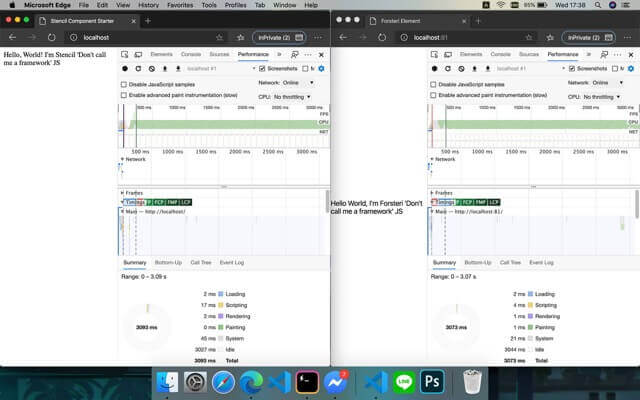 Microsoft Edge File Edit View History Favorites Tools Profiles Tab Window Help
95% Wed 17:38
Stencil Component Starter
localhost
InPrivate (2)
Hello, World! I'm Stencil 'Don't call
me a framework' JS
Elements Console Sources Performance
localhost #1
Screenshots
Disable JavaScript samples
Network: Online
Enable advanced paint instrumentation (slow)
CPU: No throttling
500 ms 1000 ms 1500 ms 2000 ms 2500 ms 3000 ms
FPS
CPU
NET
500 ms 1000 ms 1500 ms 2000 ms 2500 ms 3000 ms
Network
Frames
Timings FCP FMP LCP
Main — http://localhost/
Summary Bottom-Up Call Tree Event Log
Range: 0 – 3.09 s
3093 ms
2 ms Loading
17 ms Scripting
2 ms Rendering
0 ms Painting
45 ms System
3027 ms Idle
3093 ms Total
Forsteri Element
localhost:81
InPrivate (2)
Hello World, I'm Forsteri 'Don't
call me a framework' JS
Elements Console Sources Performance
localhost #1
Screenshots
Disable JavaScript samples
Network: Online
Enable advanced paint instrumentation (slow)
CPU: No throttling
500 ms 1000 ms 1500 ms 2000 ms 2500 ms 3000 ms
FPS
CPU
NET
500 ms 1000 ms 1500 ms 2000 ms 2500 ms 3000 ms
Network
Frames
Timings FCP FMP LCP
Main — http://localhost:81/
Summary Bottom-Up Call Tree Event Log
Range: 0 – 3.07 s
3073 ms
2 ms Loading
4 ms Scripting
1 ms Rendering
1 ms Painting
21 ms System
3044 ms Idle
3073 ms Total
LINE
Ps